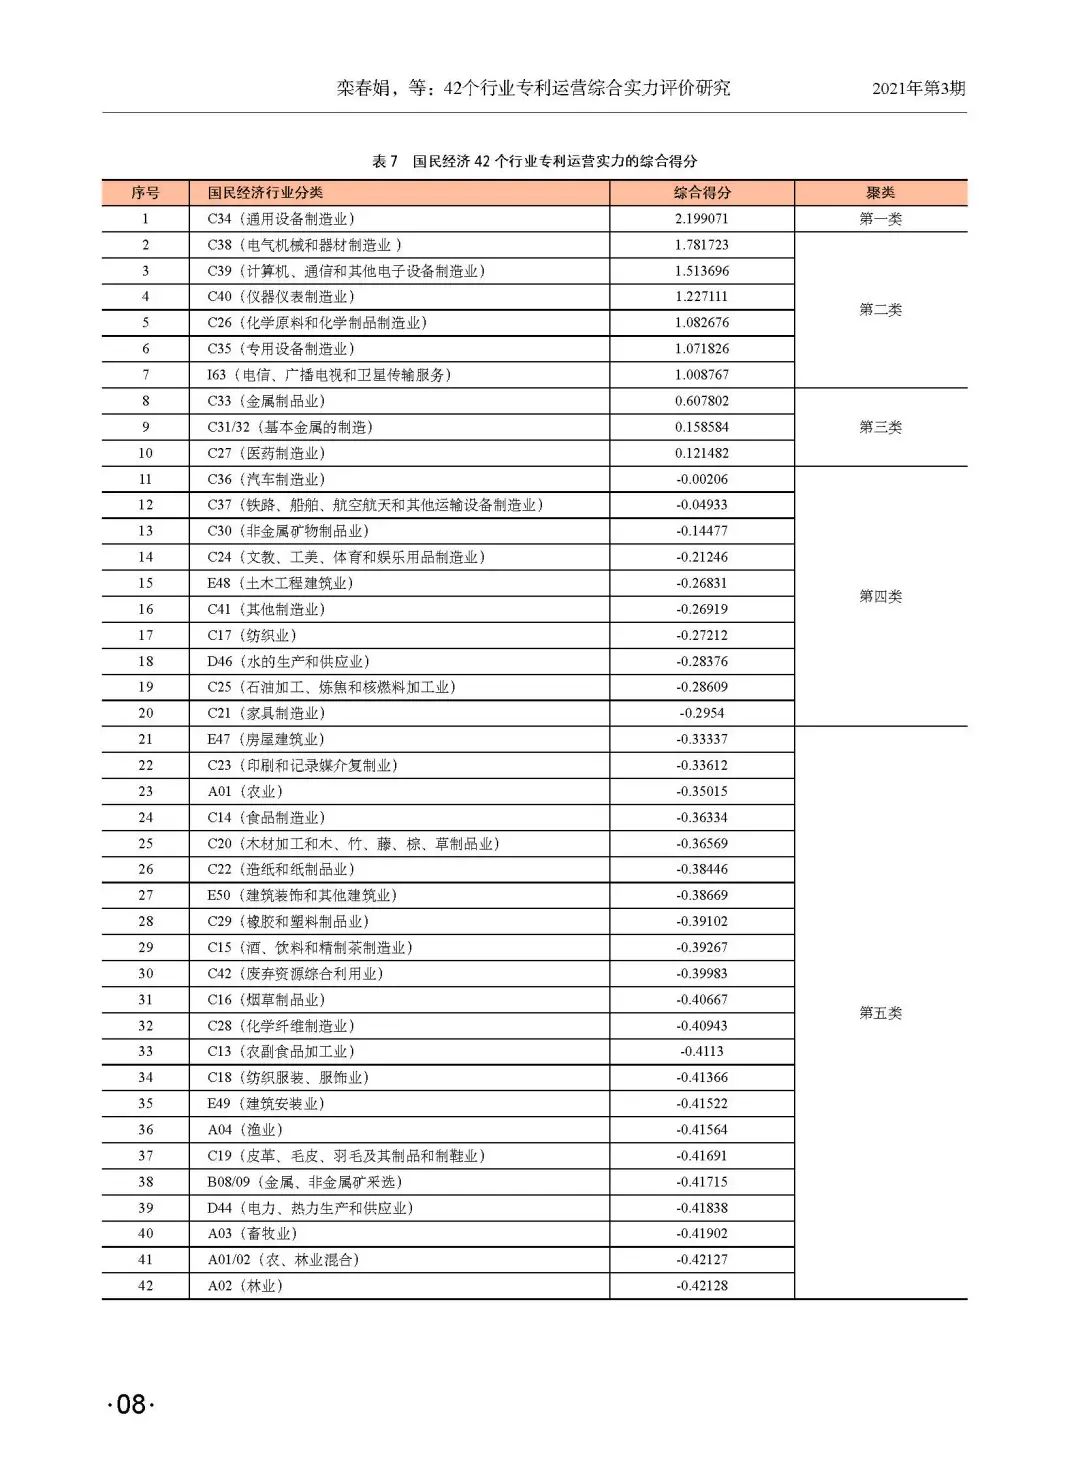 栾春娟，等：42个行业专利运营综合实力评价研究 2021年第3期
表7 国民经济 42 个行业专利运营实力的综合得分
序号 国民经济行业分类 综合得分 聚类
1 C34（通用设备制造业） 2.199071 第一类
2 C38（电气机械和器材制造业 ） 1.781723
3 C39（计算机、通信和其他电子设备制造业） 1.513696
4 C40（仪器仪表制造业） 1.227111
第二类
5 C26（化学原料和化学制品制造业） 1.082676
6 C35（专用设备制造业） 1.071826
7 I63（电信、广播电视和卫星传输服务） 1.008767
8 C33（金属制品业） 0.607802
9 C31/32（基本金属的制造） 0.158584 第三类
10 C27（医药制造业） 0.121482
11 C36（汽车制造业） -0.00206
12 C37（铁路、船舶、航空航天和其他运输设备制造业） -0.04933
13 C30（非金属矿物制品业） -0.14477
14 C24（文教、工美、体育和娱乐用品制造业） -0.21246
15 E48（土木工程建筑业） -0.26831
第四类
16 C41（其他制造业） -0.26919
17 C17（纺织业） -0.27212
18 D46（水的生产和供应业） -0.28376
19 C25（石油加工、炼焦和核燃料加工业） -0.28609
20 C21（家具制造业） -0.2954
21 E47（房屋建筑业） -0.33337
22 C23（印刷和记录媒介复制业） -0.33612
23 A01（农业） -0.35015
24 C14（食品制造业） -0.36334
25 C20（木材加工和木、竹、藤、棕、草制品业） -0.36569
26 C22（造纸和纸制品业） -0.38446
27 E50（建筑装饰和其他建筑业） -0.38669
28 C29（橡胶和塑料制品业） -0.39102
29 C15（酒、饮料和精制茶制造业） -0.39267
30 C42（废弃资源综合利用业） -0.39983
31 C16（烟草制品业） -0.40667
第五类
32 C28（化学纤维制造业） -0.40943
33 C13（农副食品加工业） -0.4113
34 C18（纺织服装、服饰业） -0.41366
35 E49（建筑安装业） -0.41522
36 A04（渔业） -0.41564
37 C19（皮革、毛皮、羽毛及其制品和制鞋业） -0.41691
38 B08/09（金属、非金属矿采选） -0.41715
39 D44（电力、热力生产和供应业） -0.41838
40 A03（畜牧业） -0.41902
41 A01/02（农、林业混合） -0.42127
42 A02（林业） -0.42128
·08·